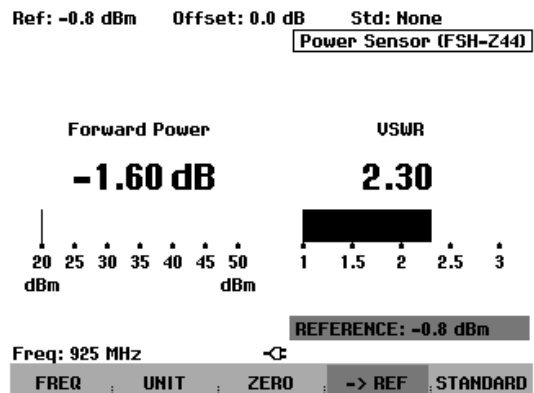 Ref: -0.8 dBm Offset: 0.0 dB Std: None
Power Sensor (FSH-Z44)
Forward Power VSWR
-1.60 dB 2.30
20 25 30 35 40 45 50 1 1.5 2 2.5 3
dBm dBm
REFERENCE: -0.8 dBm
Freq: 925 MHz
FREQ UNIT ZERO -> REF STANDARD